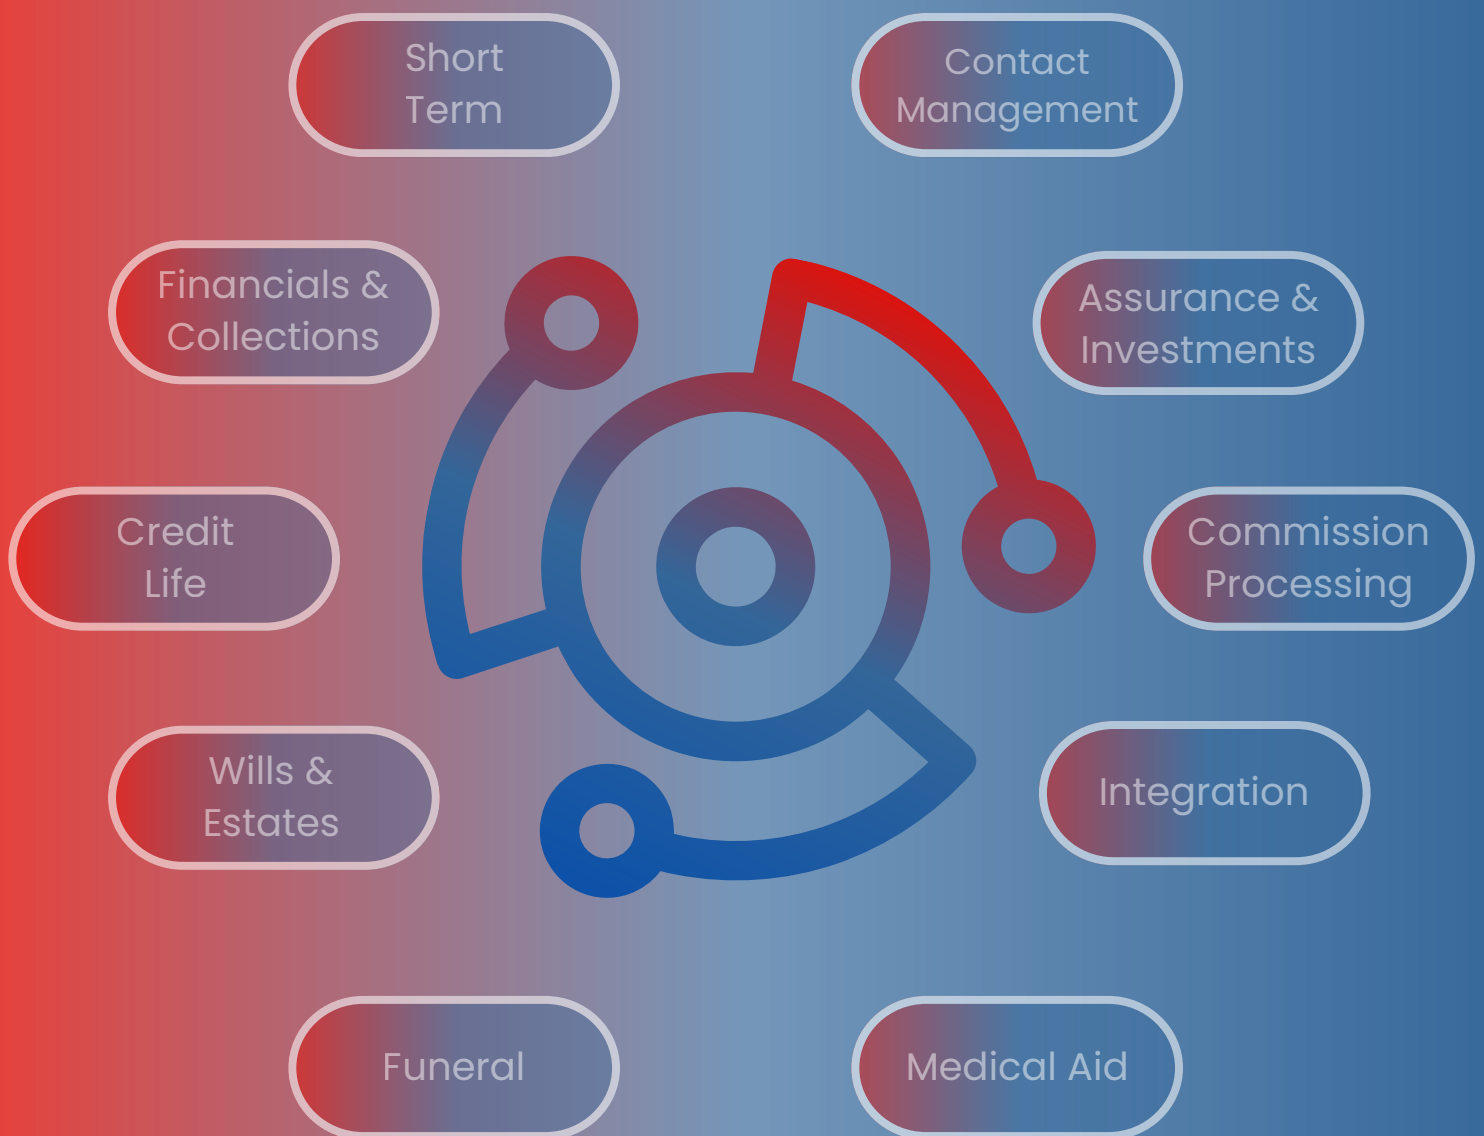 Short
Term
Contact
Management
Financials &
Collections
Assurance &
Investments
Credit
Life
Commission
Processing
Wills &
Estates
Integration
Funeral
Medical Aid